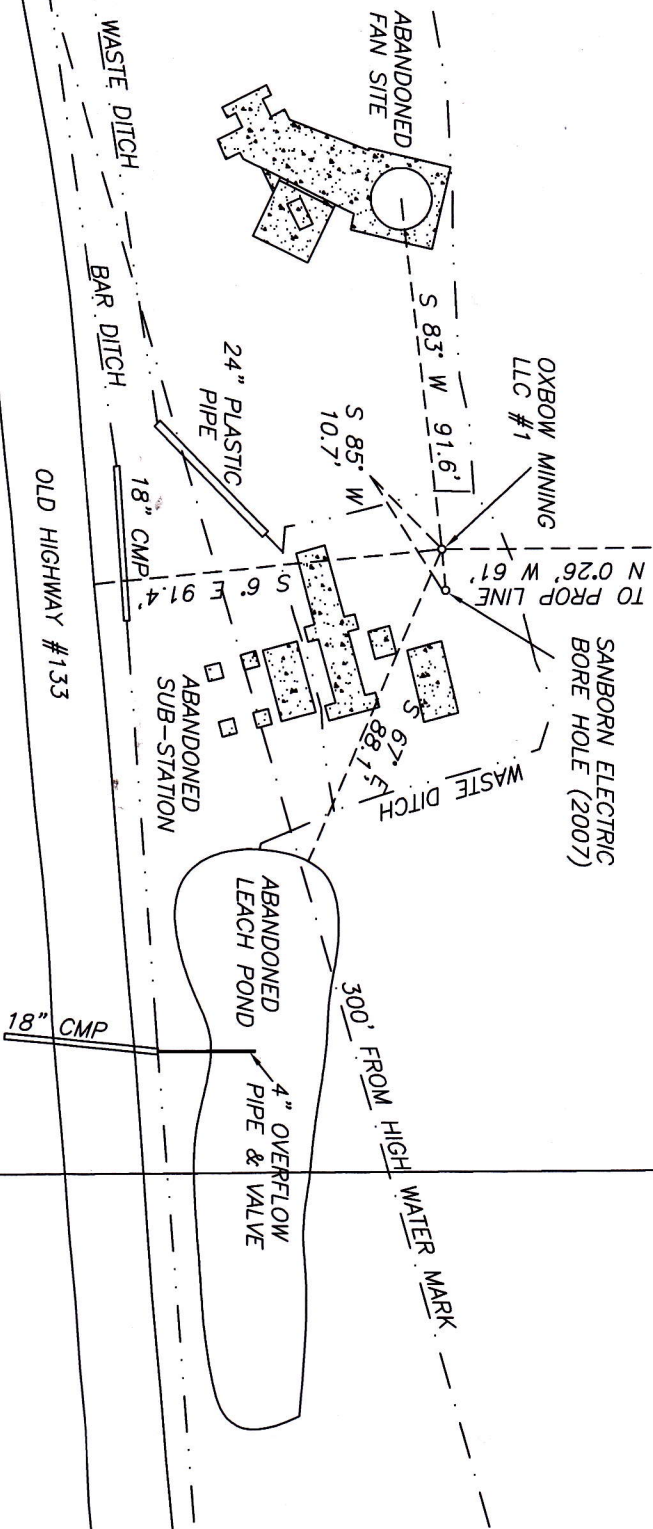 ABANDONED
FAN SITE
WASTE DITCH
BAR DITCH
S 83° W 91.6'
OXBOW MINING
LLC #1
S 85° W
10.7'
24" PLASTIC
PIPE
18" CMP
OLD HIGHWAY #133
S 6° E 91.4'
N 0°26' W 61'
TO PROP LINE
SANBORN ELECTRIC
BORE HOLE (2007)
ABANDONED
SUB-STATION
S 67° E
88.1'
WASTE DITCH
ABANDONED
LEACH POND
18" CMP
4" OVERFLOW
PIPE & VALVE
300' FROM HIGH WATER MARK